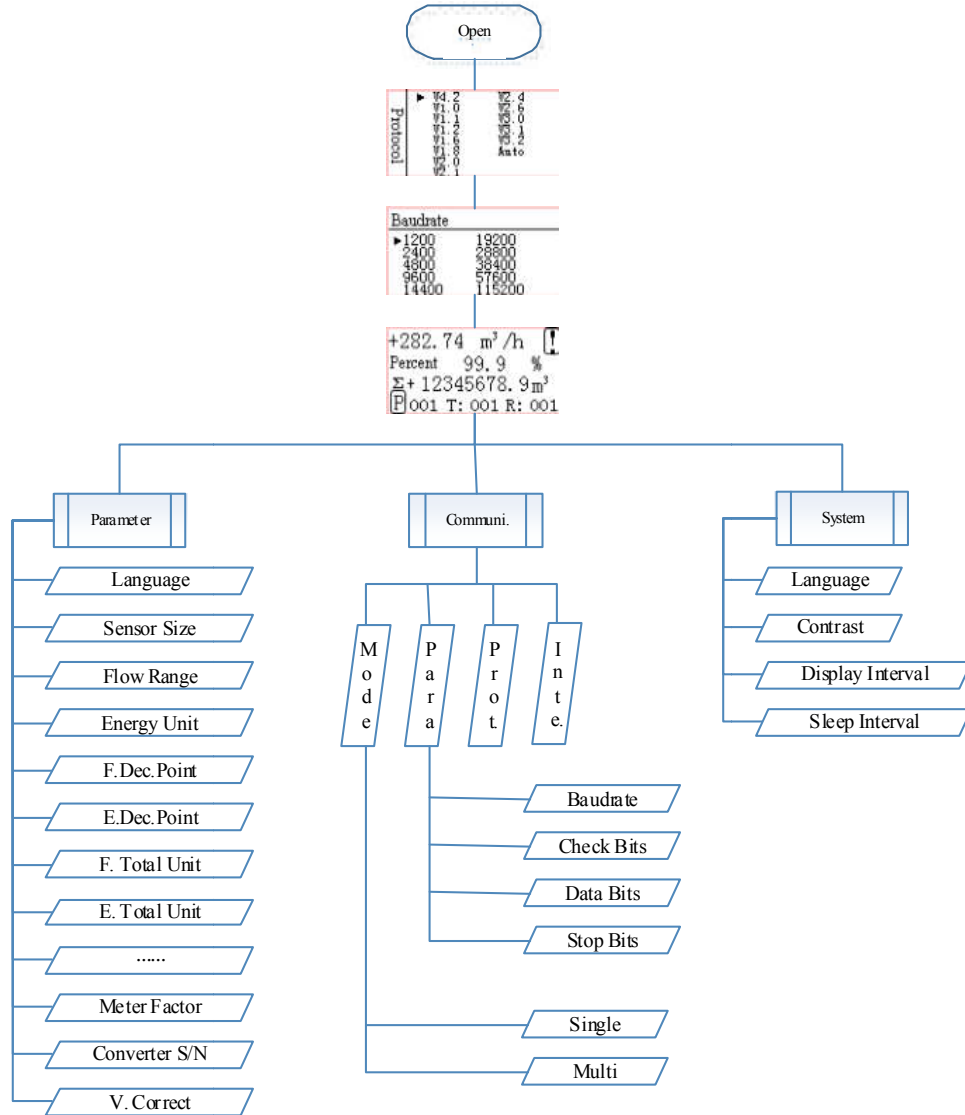 Open
Protocol
▶ V4.2 V2.4
V1.0 V2.6
V1.1 V3.0
V1.2 V3.1
V1.6 V3.2
V1.8 Auto
V2.0
V2.1
Baudrate
▶1200 19200
2400 28800
4800 38400
9600 57600
14400 115200
+282.74 m³/h !
Percent 99.9 %
Σ+ 12345678.9m³
P 001 T: 001 R: 001
Parameter
Language
Sensor Size
Flow Range
Energy Unit
F.Dec.Point
E.Dec.Point
F. Total Unit
E. Total Unit
......
Meter Factor
Converter S/N
V. Correct
Communi.
Mode
Para
Prot.
Inte.
Baudrate
Check Bits
Data Bits
Stop Bits
Single
Multi
System
Language
Contrast
Display Interval
Sleep Interval